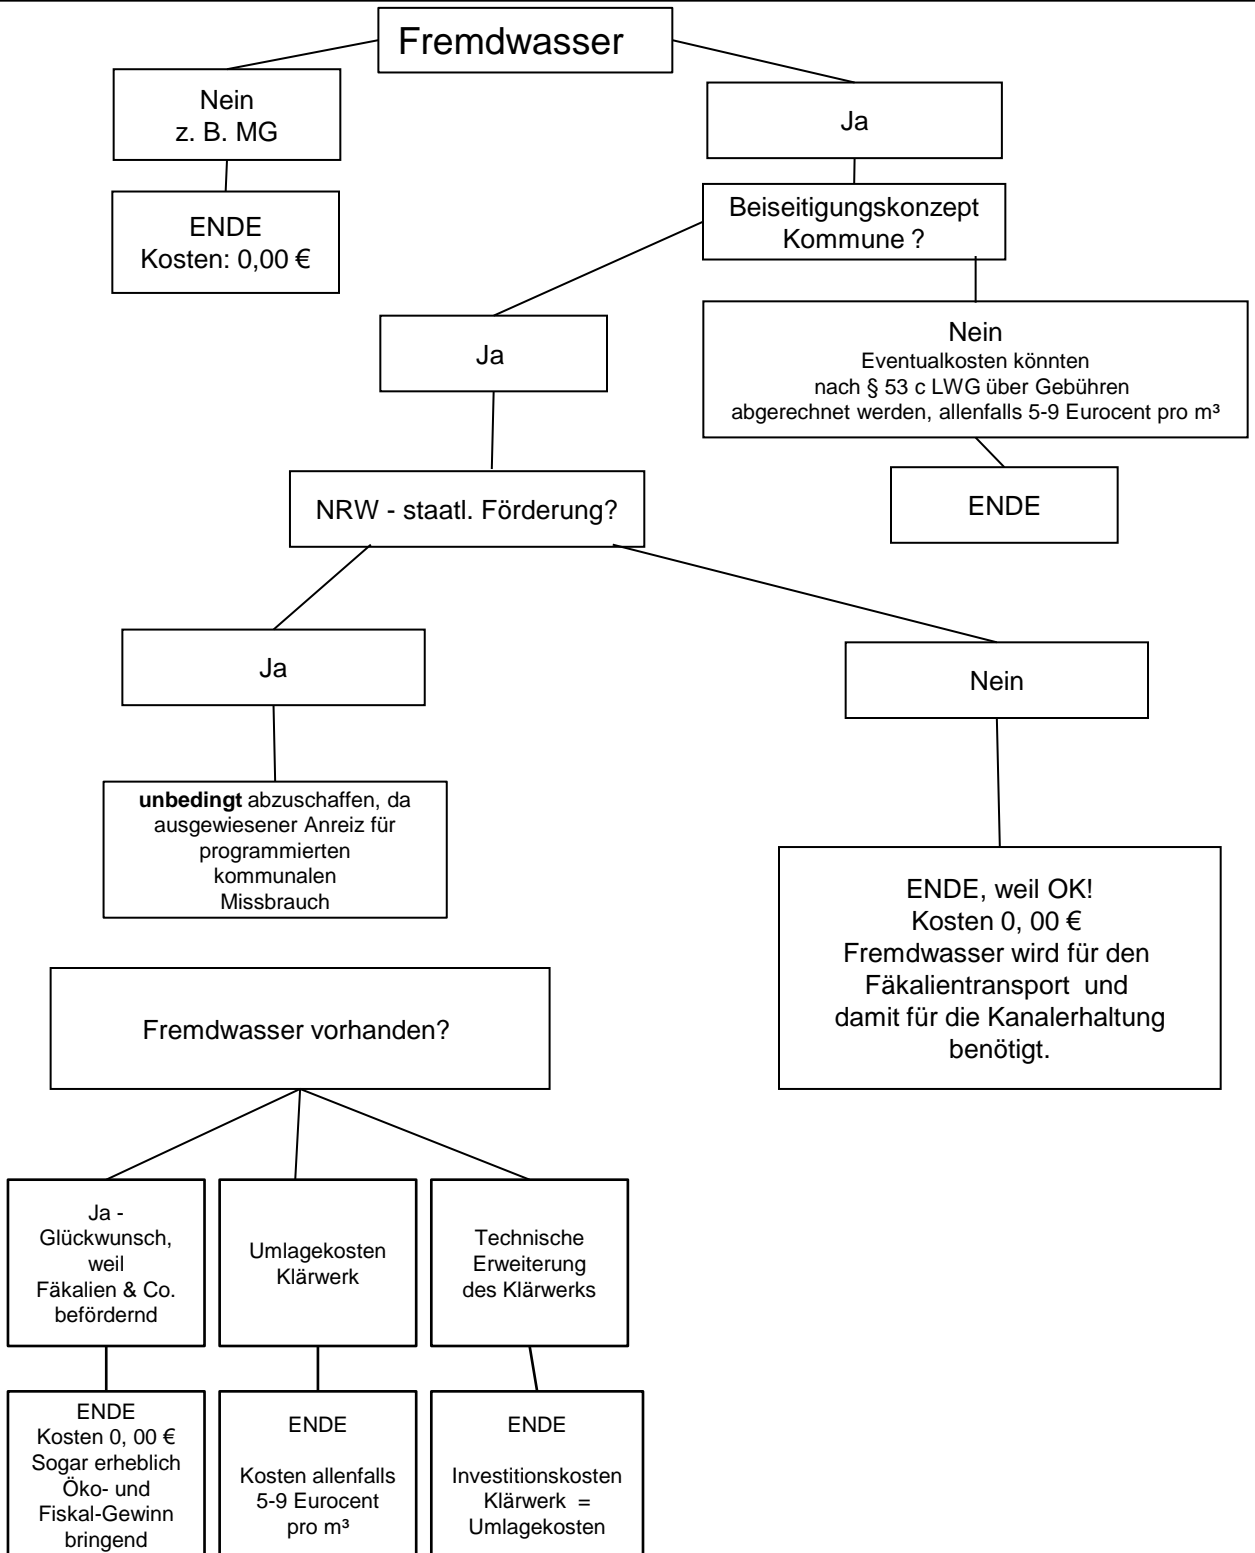 Fremdwasser
Nein
z. B. MG
Ja
ENDE
Kosten: 0,00 €
Beiseitigungskonzept
Kommune ?
Ja
Nein
Eventualkosten könnten
nach § 53 c LWG über Gebühren
abgerechnet werden, allenfalls 5-9 Eurocent pro m³
ENDE
NRW - staatl. Förderung?
Ja
Nein
unbedingt abzuschaffen, da
ausgewiesener Anreiz für
programmierten
kommunalen
Missbrauch
ENDE, weil OK!
Kosten 0, 00 €
Fremdwasser wird für den
Fäkalientransport und
damit für die Kanalerhaltung
benötigt.
Fremdwasser vorhanden?
Ja -
Glückwunsch,
weil
Fäkalien & Co.
befördernd
Umlagekosten
Klärwerk
Technische
Erweiterung
des Klärwerks
ENDE
Kosten 0, 00 €
Sogar erheblich
Öko- und
Fiskal-Gewinn
bringend
ENDE
Kosten allenfalls
5-9 Eurocent
pro m³
ENDE
Investitionskosten
Klärwerk =
Umlagekosten